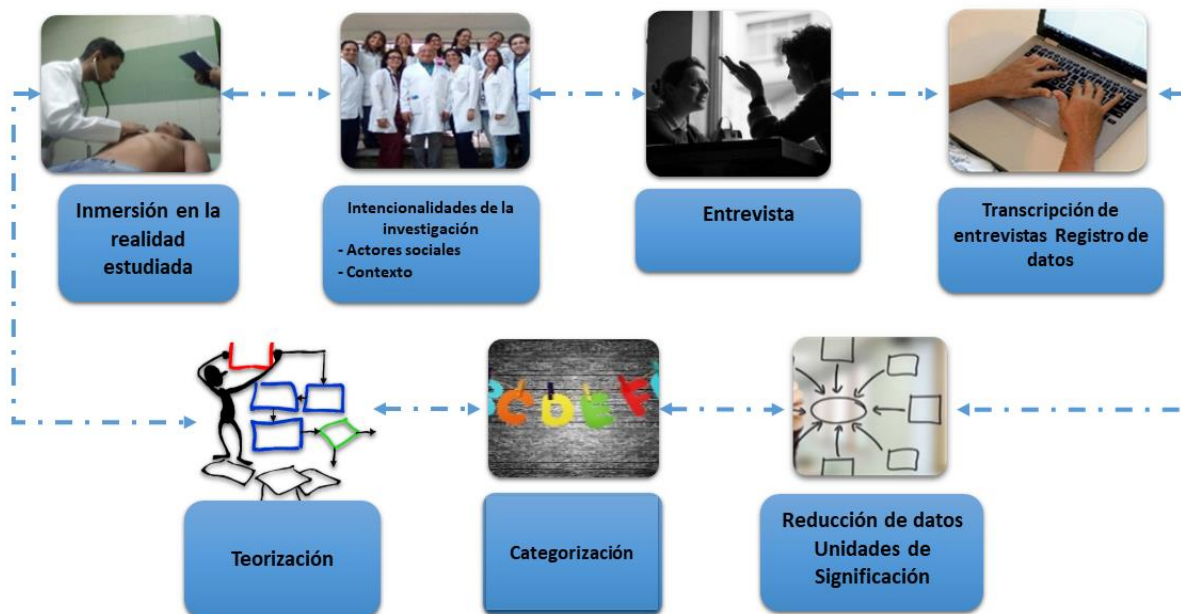 Inmersión en la
realidad
estudiada
Intencionalidades de la
investigación
- Actores sociales
- Contexto
Entrevista
Transcripción de
entrevistas Registro de
datos
Teorización
Categorización
Reducción de datos
Unidades de
Significación